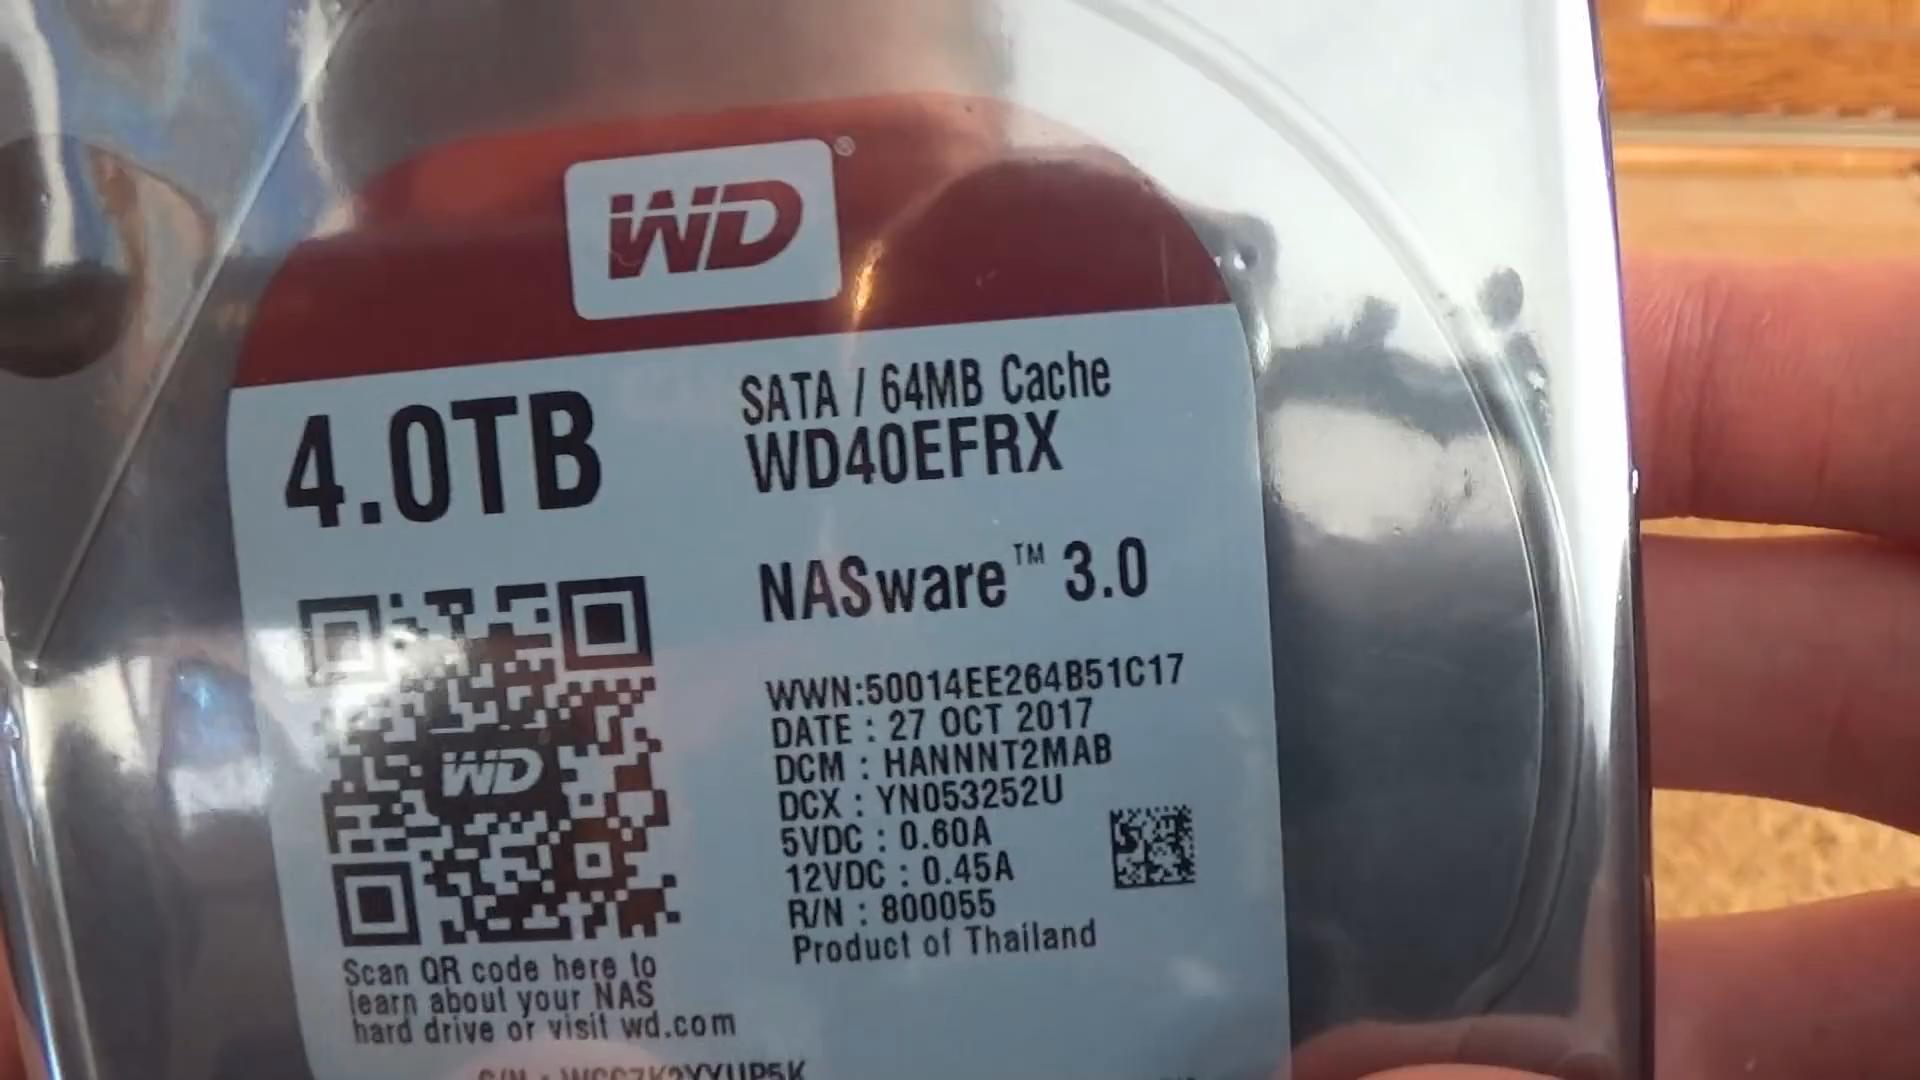 WD®
4.0TB
SATA / 64MB Cache
WD40EFRX
NASware™ 3.0
WWN:50014EE264B51C17
DATE : 27 OCT 2017
DCM : HANNNT2MAB
DCX : YN053252U
5VDC : 0.60A
12VDC : 0.45A
R/N : 800055
Product of Thailand
WD
Scan QR code here to
learn about your NAS
hard drive or visit wd.com